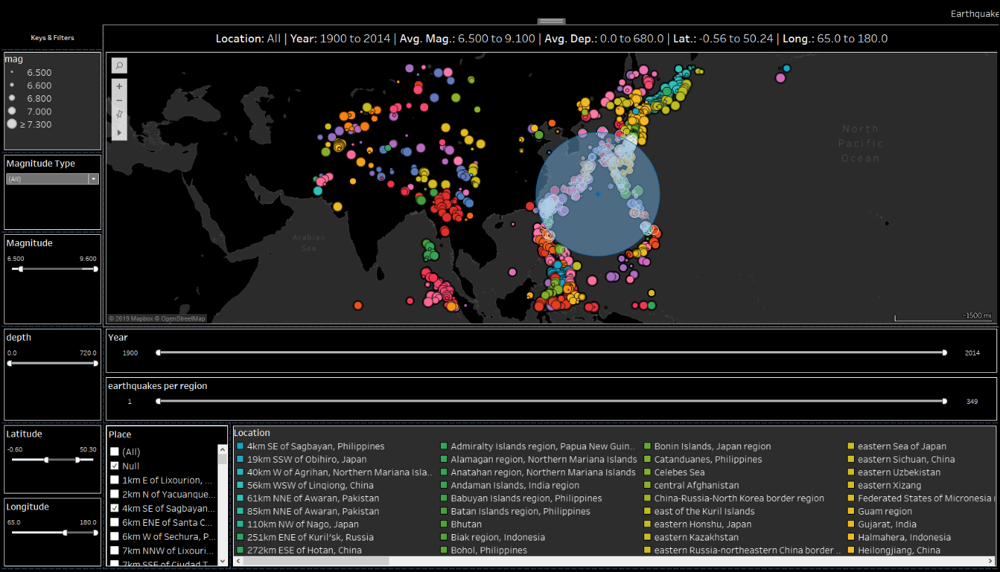 Earthquake
Keys & Filters
Location: All | Year: 1900 to 2014 | Avg. Mag.: 6.500 to 9.100 | Avg. Dep.: 0.0 to 680.0 | Lat.: -0.56 to 50.24 | Long.: 65.0 to 180.0
mag
6.500
6.600
6.800
7.000
≥ 7.300
Magnitude Type
(All)
Magnitude
6.500 9.600
North
Pacific
Ocean
Arabian
Sea
© 2019 Mapbox © OpenStreetMap
~1500 mi
depth
0.0 720.0
Year
1900 2014
earthquakes per region
1 349
Latitude
-0.60 50.30
Longitude
65.0 180.0
Place
(All)
Null
1km E of Lixourion, ...
2km N of Yacuanque...
4km SE of Sagbayan...
6km ENE of Santa C...
6km W of Sechura, P...
7km NNW of Lixouri...
7km SSE of Ciudad T...
Location
4km SE of Sagbayan, Philippines
19km SSW of Obihiro, Japan
40km W of Agrihan, Northern Mariana Isla..
56km WSW of Linqiong, China
61km NNE of Awaran, Pakistan
85km NNE of Awaran, Pakistan
110km NW of Nago, Japan
251km ENE of Kuril'sk, Russia
272km ESE of Hotan, China
Admiralty Islands region, Papua New Guin..
Alamagan region, Northern Mariana Islands
Anatahan region, Northern Mariana Islands
Andaman Islands, India region
Babuyan Islands region, Philippines
Batan Islands region, Philippines
Bhutan
Biak region, Indonesia
Bohol, Philippines
Bonin Islands, Japan region
Catanduanes, Philippines
Celebes Sea
central Afghanistan
China-Russia-North Korea border region
east of the Kuril Islands
eastern Honshu, Japan
eastern Kazakhstan
eastern Russia-northeastern China border ..
eastern Sea of Japan
eastern Sichuan, China
eastern Uzbekistan
eastern Xizang
Federated States of Micronesia
Guam region
Gujarat, India
Halmahera, Indonesia
Heilongjiang, China